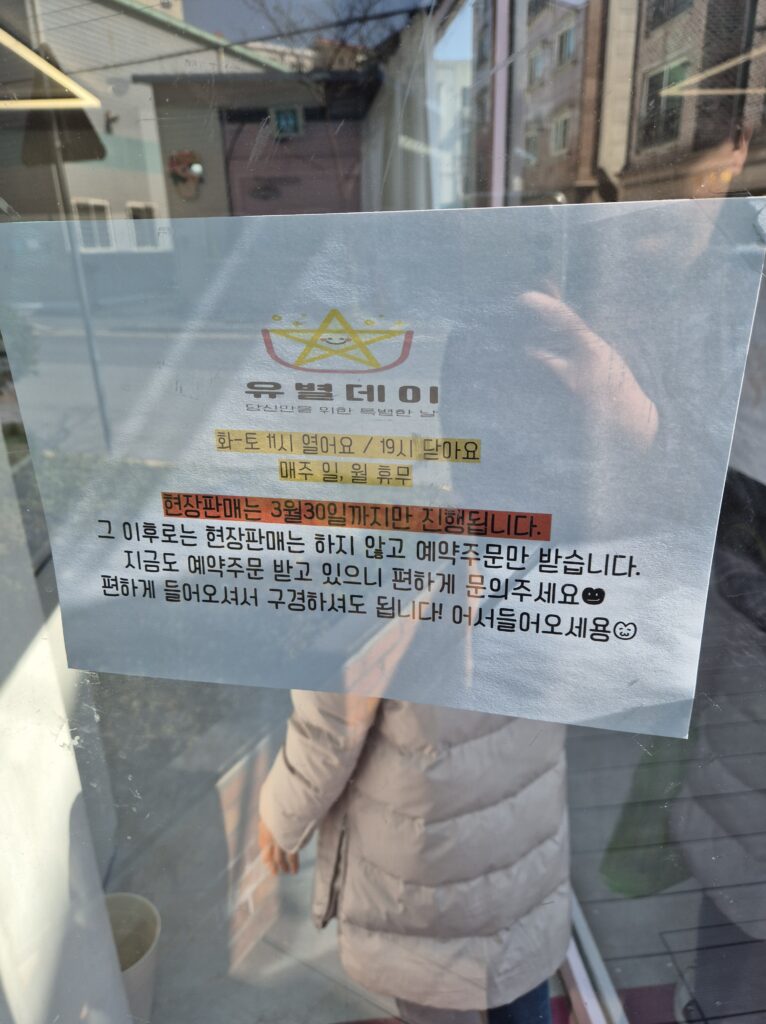 유별데이
당신만을 위한 특별한 날
화-토 11시 열어요 / 19시 닫아요
매주 일, 월 휴무
현장판매는 3월30일까지만 진행됩니다.
그 이후로는 현장판매는 하지 않고 예약주문만 받습니다.
지금도 예약주문 받고 있으니 편하게 문의주세요
편하게 들어오셔서 구경하셔도 됩니다! 어서들어오세용